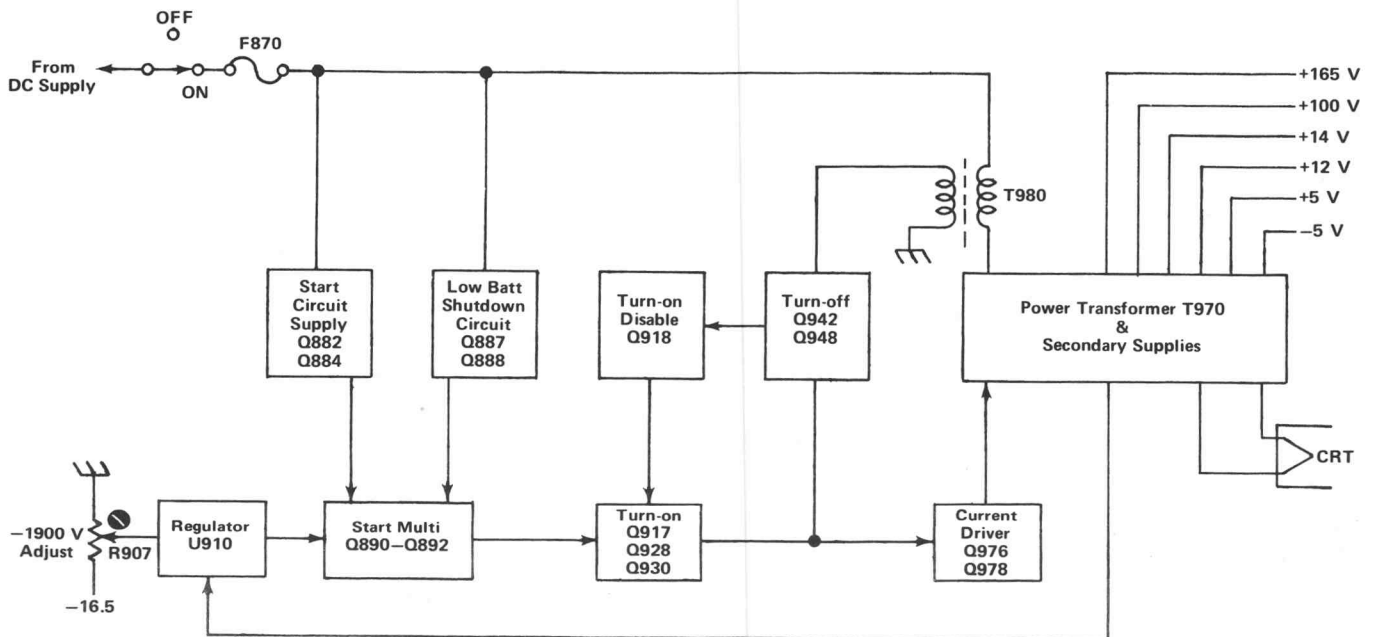 OFF
F870
From
DC Supply
ON
+165 V
+100 V
+14 V
+12 V
+5 V
−5 V
T980
Start
Circuit
Supply
Q882
Q884
Low Batt
Shutdown
Circuit
Q887
Q888
Turn-on
Disable
Q918
Turn-off
Q942
Q948
Power Transformer T970
&
Secondary Supplies
CRT
−1900 V
Adjust
R907
−16.5
Regulator
U910
Start Multi
Q890−Q892
Turn-on
Q917
Q928
Q930
Current
Driver
Q976
Q978